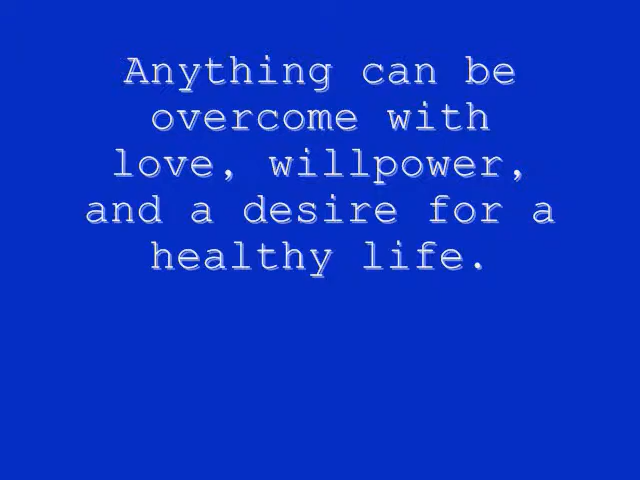 Anything can be
overcome with
love, willpower,
and a desire for a
healthy life.